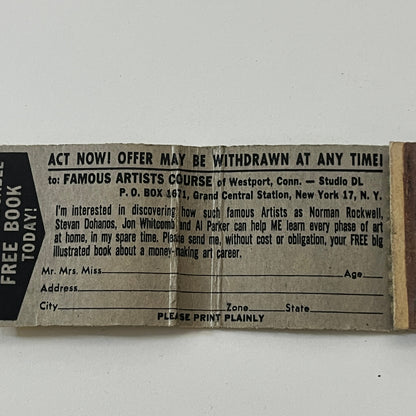 ACT NOW! OFFER MAY BE WITHDRAWN AT ANY TIME!
to: FAMOUS ARTISTS COURSE of Westport, Conn. — Studio DL
P. O. BOX 1671, Grand Central Station, New York 17, N. Y.
I'm interested in discovering how such famous Artists as Norman Rockwell,
Stevan Dohanos, Jon Whitcomb and Al Parker can help ME learn every phase of art
at home, in my spare time. Please send me, without cost or obligation, your FREE big
illustrated book about a money-making art career.
Mr. Mrs. Miss Age
Address
City Zone State
PLEASE PRINT PLAINLY
FREE BOOK
TODAY!